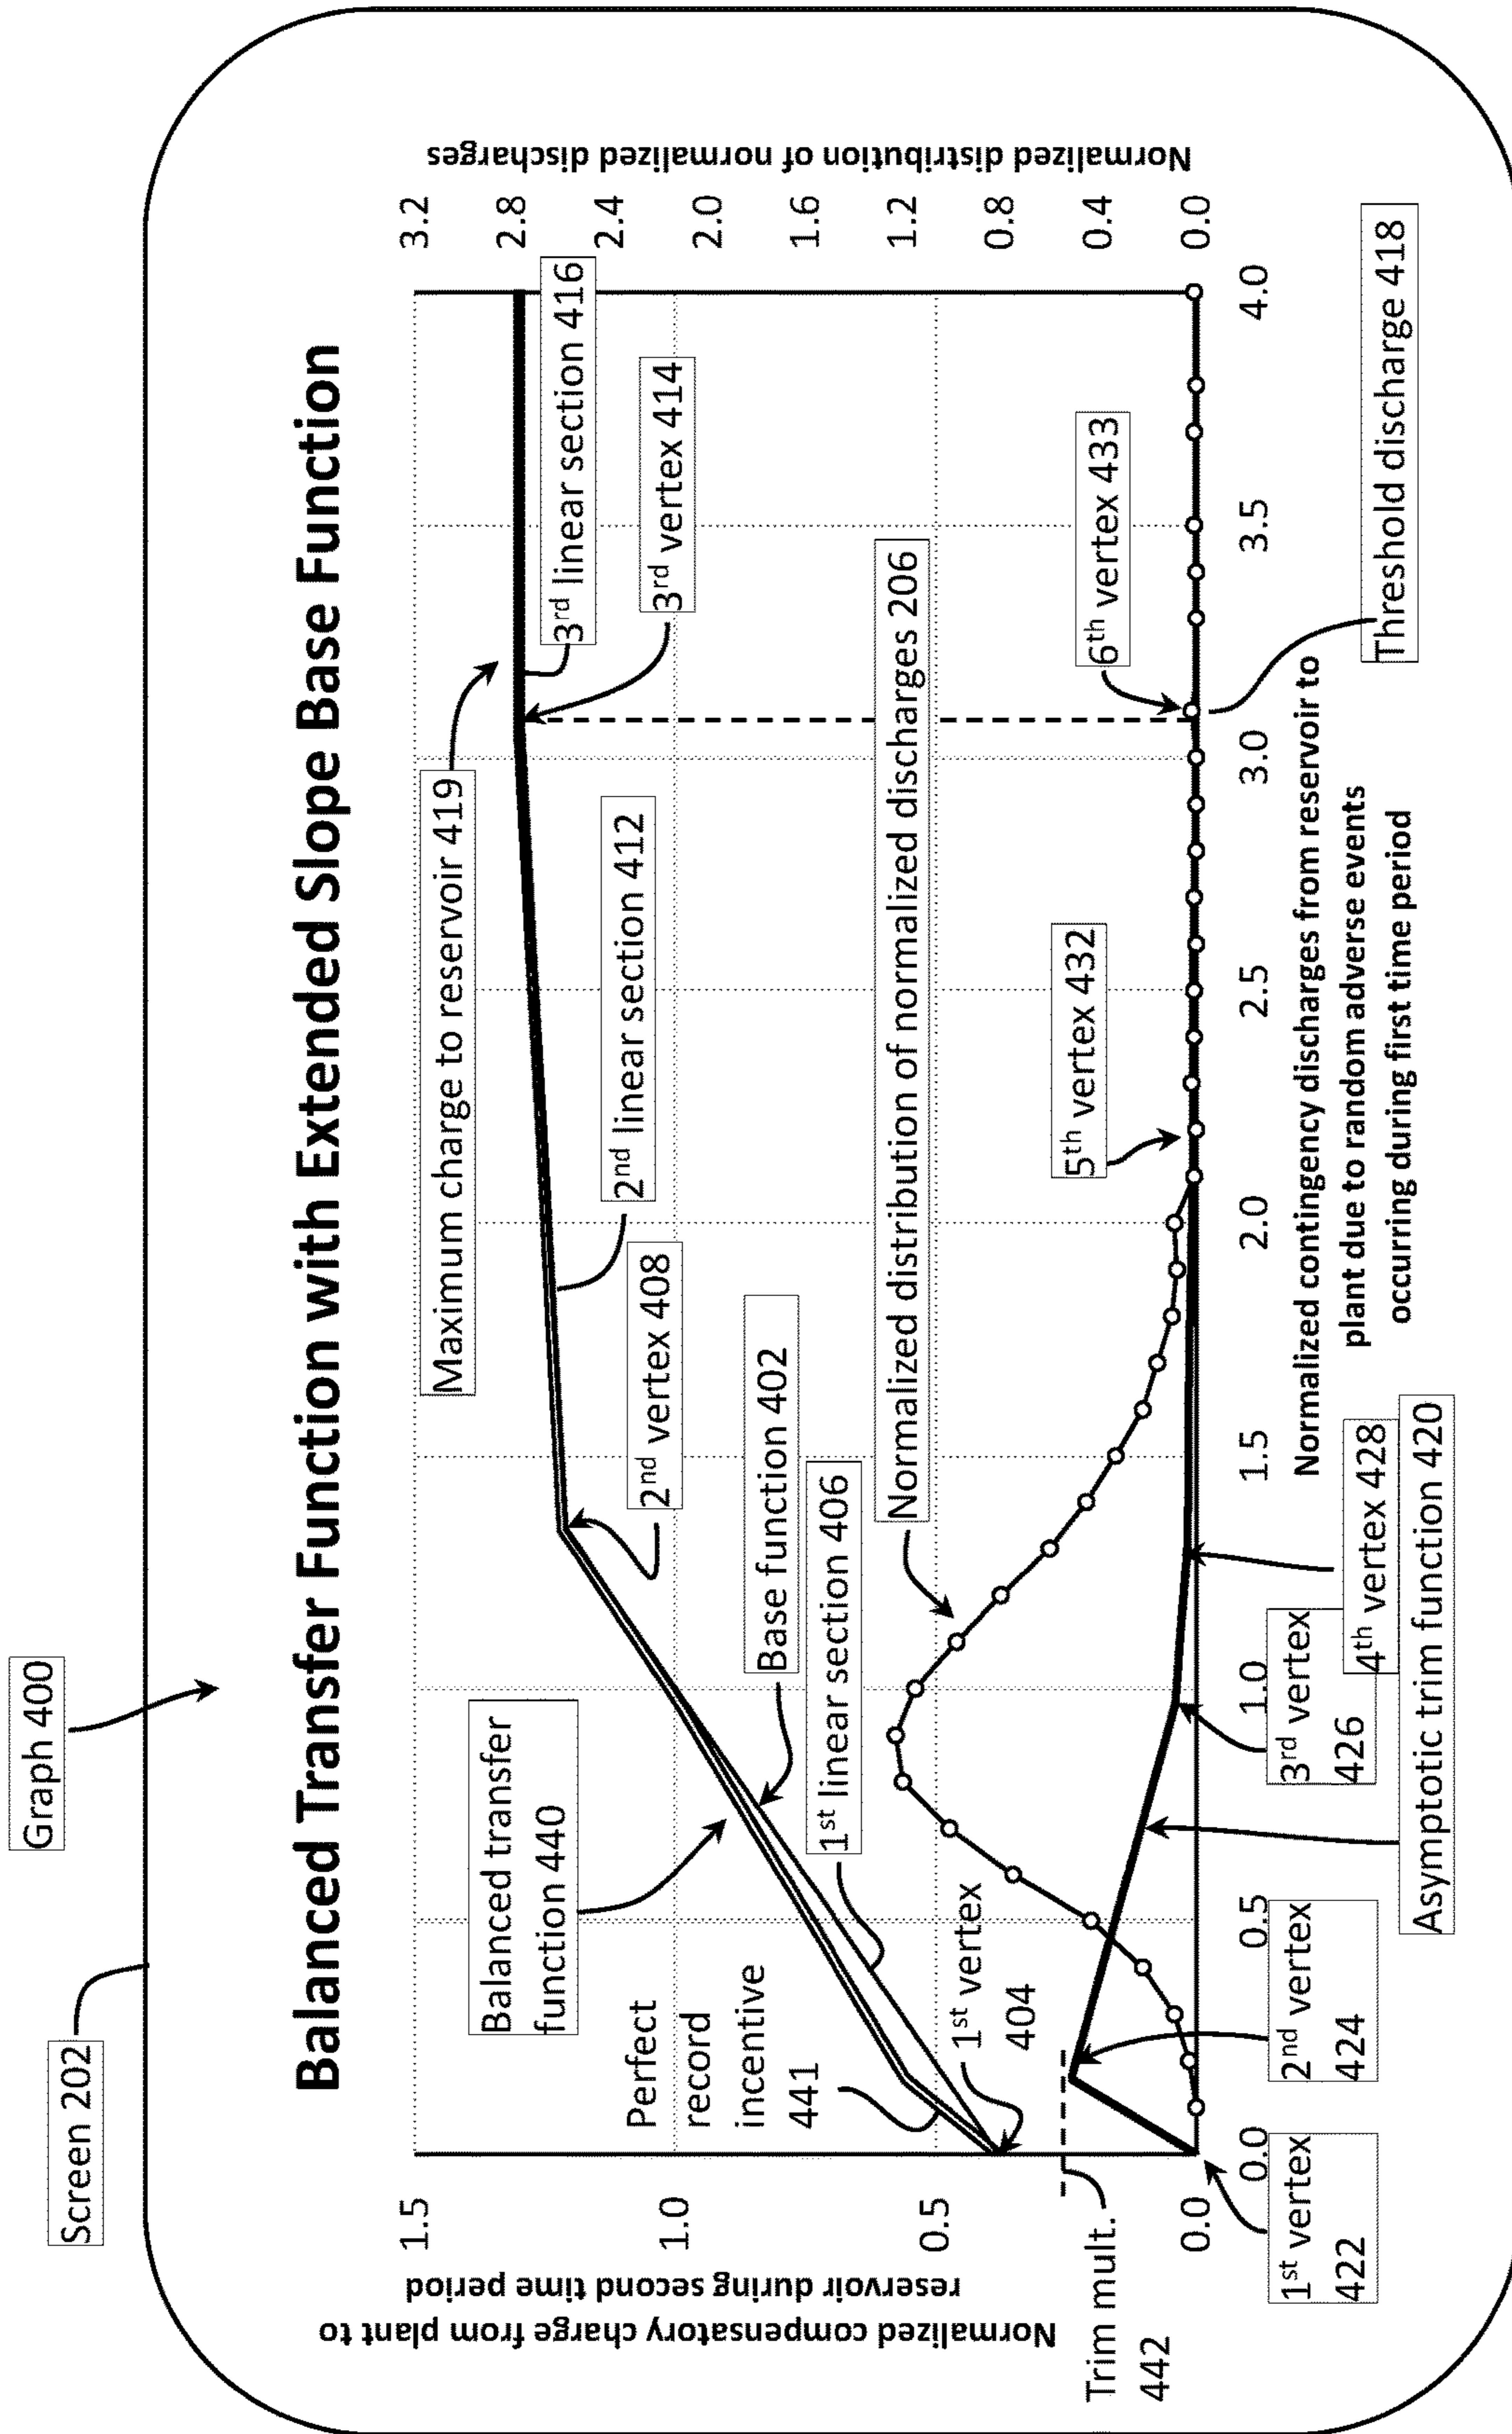 Graph 400
Screen 202
Balanced Transfer Function with Extended Slope Base Function
Normalized compensatory charge from plant to
reservoir during second time period
1.5
1.0
0.5
0.0
Maximum charge to reservoir 419
3rd linear section 416
3rd vertex 414
2nd linear section 412
2nd vertex 408
Balanced transfer
function 440
Base function 402
1st linear section 406
Perfect
record
incentive
441
1st vertex
404
Normalized distribution of normalized discharges 206
5th vertex 432
6th vertex 433
Trim mult.
442
3.2
2.8
2.4
2.0
1.6
1.2
0.8
0.4
0.0
Normalized distribution of normal discharges
0.0
0.5
1.0
1.5
2.0
2.5
3.0
3.5
4.0
1st vertex
422
2nd vertex
424
3rd vertex
426
4th vertex 428
Asymptotic trim function 420
Normalized contingency discharges from reservoir to
plant due to random adverse events
occurring during first time period
Threshold discharge 418